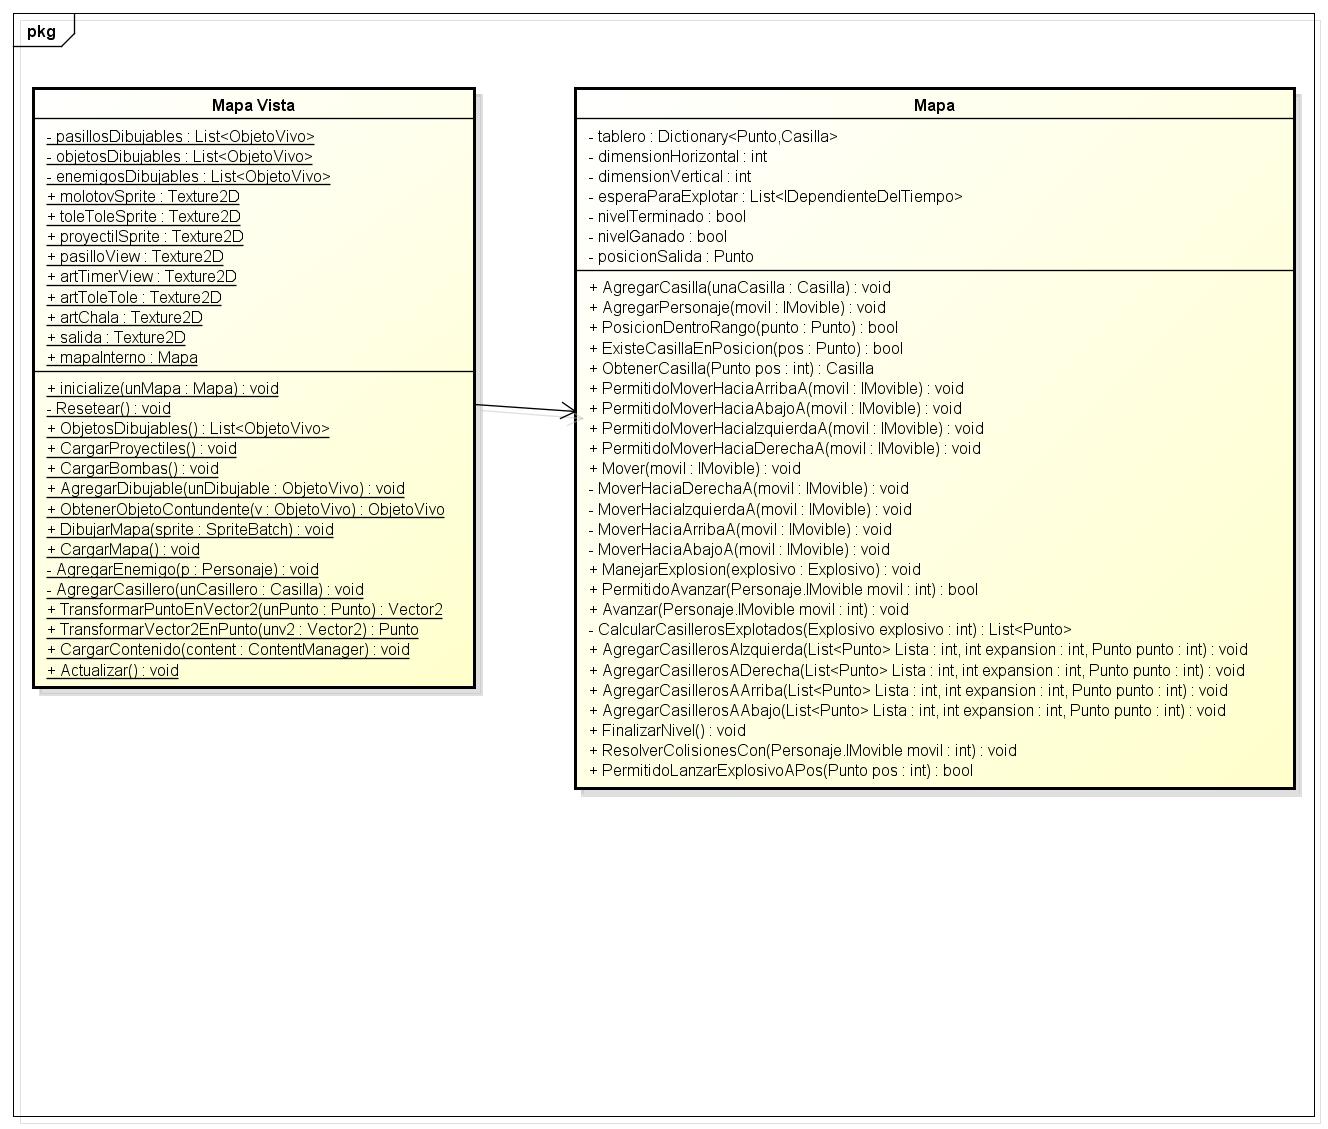 pkg
Mapa Vista
- pasillosDibujables : List<ObjetoVivo>
- objetosDibujables : List<ObjetoVivo>
- enemigosDibujables : List<ObjetoVivo>
+ molotovSprite : Texture2D
+ toleToleSprite : Texture2D
+ proyectilSprite : Texture2D
+ pasilloView : Texture2D
+ artTimerView : Texture2D
+ artToleTole : Texture2D
+ artChala : Texture2D
+ salida : Texture2D
+ mapaInterno : Mapa
+ inicialize(unMapa : Mapa) : void
- Resetear() : void
+ ObjetosDibujables() : List<ObjetoVivo>
+ CargarProyectiles() : void
+ CargarBombas() : void
+ AgregarDibujable(unDibujable : ObjetoVivo) : void
+ ObtenerObjetoContundente(v : ObjetoVivo) : ObjetoVivo
+ DibujarMapa(sprite : SpriteBatch) : void
+ CargarMapa() : void
- AgregarEnemigo(p : Personaje) : void
- AgregarCasillero(unCasillero : Casilla) : void
+ TransformarPuntoEnVector2(unPunto : Punto) : Vector2
+ TransformarVector2EnPunto(unv2 : Vector2) : Punto
+ CargarContenido(content : ContentManager) : void
+ Actualizar() : void
Mapa
- tablero : Dictionary<Punto,Casilla>
- dimensionHorizontal : int
- dimensionVertical : int
- esperaParaExplotar : List<IDependienteDelTiempo>
- nivelTerminado : bool
- nivelGanado : bool
- posicionSalida : Punto
+ AgregarCasilla(unaCasilla : Casilla) : void
+ AgregarPersonaje(movil : IMovible) : void
+ PosicionDentroRango(punto : Punto) : bool
+ ExisteCasillaEnPosicion(pos : Punto) : bool
+ ObtenerCasilla(Punto pos : int) : Casilla
+ PermitidoMoverHaciaArribaA(movil : IMovible) : void
+ PermitidoMoverHaciaAbajoA(movil : IMovible) : void
+ PermitidoMoverHaciaIzquierdaA(movil : IMovible) : void
+ PermitidoMoverHaciaDerechaA(movil : IMovible) : void
+ Mover(movil : IMovible) : void
- MoverHaciaDerechaA(movil : IMovible) : void
- MoverHaciaIzquierdaA(movil : IMovible) : void
- MoverHaciaArribaA(movil : IMovible) : void
- MoverHaciaAbajoA(movil : IMovible) : void
+ ManejarExplosion(explosivo : Explosivo) : void
+ PermitidoAvanzar(Personaje.IMovible movil : int) : bool
+ Avanzar(Personaje.IMovible movil : int) : void
- CalcularCasillerosExplotados(Explosivo explosivo : int) : List<Punto>
+ AgregarCasillerosAIzquierda(List<Punto> Lista : int, int expansion : int, Punto punto : int) : void
+ AgregarCasillerosADerecha(List<Punto> Lista : int, int expansion : int, Punto punto : int) : void
+ AgregarCasillerosAArriba(List<Punto> Lista : int, int expansion : int, Punto punto : int) : void
+ AgregarCasillerosAAbajo(List<Punto> Lista : int, int expansion : int, Punto punto : int) : void
+ FinalizarNivel() : void
+ ResolverColisionesCon(Personaje.IMovible movil : int) : void
+ PermitidoLanzarExplosivoAPos(Punto pos : int) : bool